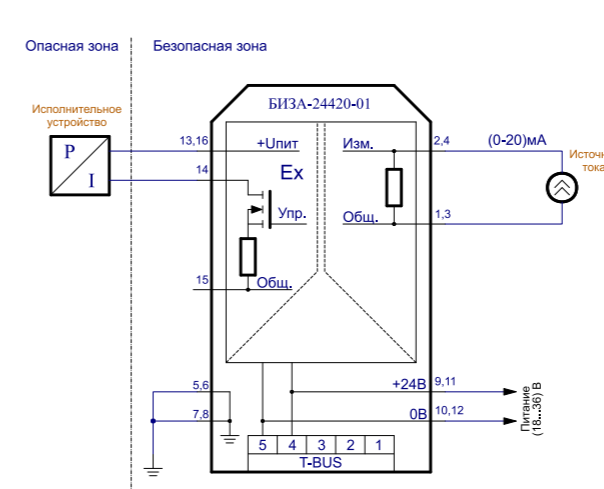 Опасная зона
Безопасная зона
Исполнительное
устройство
P
I
БИЗА-24420-01
13,16
+Uпит
14
Ex
Упр.
15
Общ.
Изм.
2,4
(0-20)мА
Общ.
1,3
тока
5,6
7,8
+24В
9,11
0В
10,12
Питание
(18...36) В
5 4 3 2 1
T-BUS